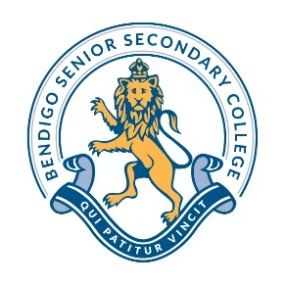 BENDIGO SENIOR SECONDARY COLLEGE
QUI PATITUR VINCIT